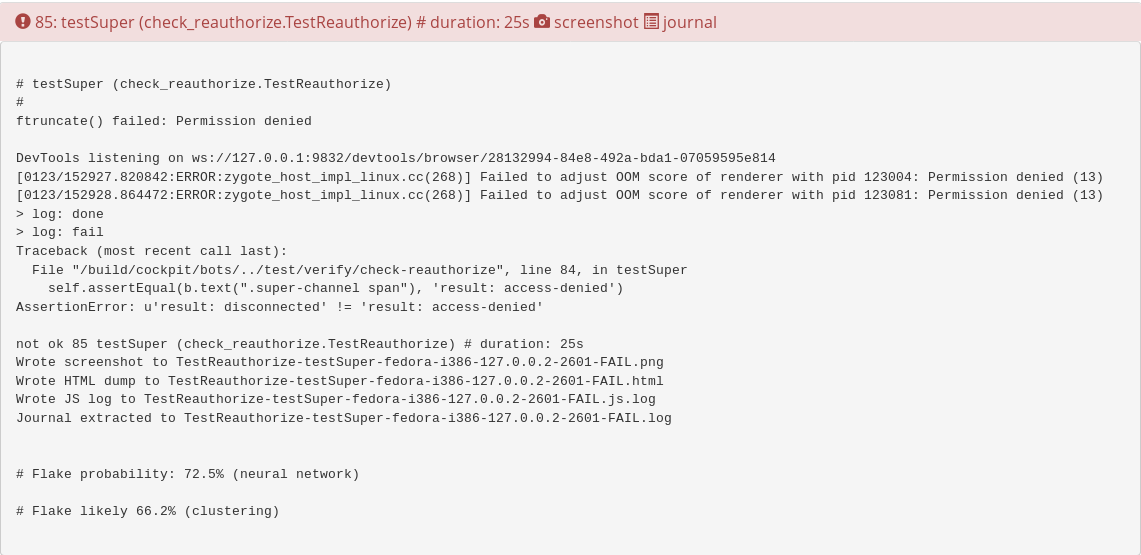 85: testSuper (check_reauthorize.TestReauthorize) # duration: 25s screenshot journal
# testSuper (check_reauthorize.TestReauthorize)
#
ftruncate() failed: Permission denied
DevTools listening on ws://127.0.0.1:9832/devtools/browser/28132994-84e8-492a-bda1-07059595e814
[0123/152927.820842:ERROR:zygote_host_impl_linux.cc(268)] Failed to adjust OOM score of renderer with pid 123004: Permission denied (13)
[0123/152928.864472:ERROR:zygote_host_impl_linux.cc(268)] Failed to adjust OOM score of renderer with pid 123081: Permission denied (13)
> log: done
> log: fail
Traceback (most recent call last):
  File "/build/cockpit/bots/../test/verify/check-reauthorize", line 84, in testSuper
    self.assertEqual(b.text(".super-channel span"), 'result: access-denied')
AssertionError: u'result: disconnected' != 'result: access-denied'
not ok 85 testSuper (check_reauthorize.TestReauthorize) # duration: 25s
Wrote screenshot to TestReauthorize-testSuper-fedora-i386-127.0.0.2-2601-FAIL.png
Wrote HTML dump to TestReauthorize-testSuper-fedora-i386-127.0.0.2-2601-FAIL.html
Wrote JS log to TestReauthorize-testSuper-fedora-i386-127.0.0.2-2601-FAIL.js.log
Journal extracted to TestReauthorize-testSuper-fedora-i386-127.0.0.2-2601-FAIL.log
# Flake probability: 72.5% (neural network)
# Flake likely 66.2% (clustering)